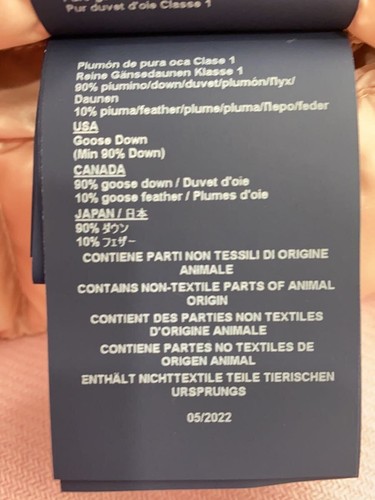 Pur duvet d'oie Classe 1
Plumón de pura oca Clase 1
Reine Gänsedaunen Klasse 1
90% piumino/down/duvet/plumón/Пух/
Daunen
10% piuma/feather/plume/pluma/Перо/feder
USA
Goose Down
(Min 90% Down)
CANADA
90% goose down / Duvet d'oie
10% goose feather / Plumes d'oie
JAPAN / 日本
90% ダウン
10% フェザー
CONTIENE PARTI NON TESSILI DI ORIGINE
ANIMALE
CONTAINS NON-TEXTILE PARTS OF ANIMAL
ORIGIN
CONTIENT DES PARTIES NON TEXTILES
D'ORIGINE ANIMALE
CONTIENE PARTES NO TEXTILES DE
ORIGEN ANIMAL
ENTHÄLT NICHTTEXTILE TEILE TIERISCHEN
URSPRUNGS
05/2022